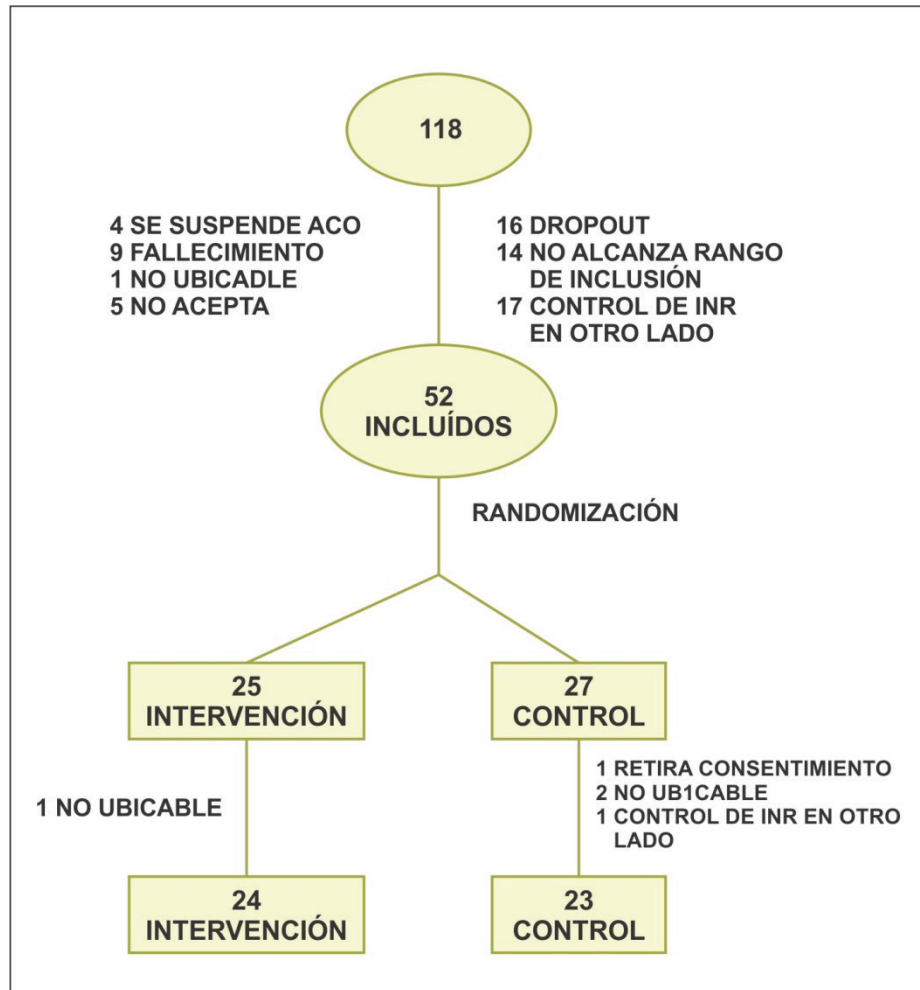 118
4 SE SUSPENDE ACO
9 FALLECIMIENTO
1 NO UBICADLE
5 NO ACEPTA
16 DROPOUT
14 NO ALCANZA RANGO
DE INCLUSIÓN
17 CONTROL DE INR
EN OTRO LADO
52
INCLUÍDOS
RANDOMIZACIÓN
25
INTERVENCIÓN
27
CONTROL
1 NO UBICABLE
1 RETIRA CONSENTIMIENTO
2 NO UB1CABLE
1 CONTROL DE INR EN OTRO
LADO
24
INTERVENCIÓN
23
CONTROL